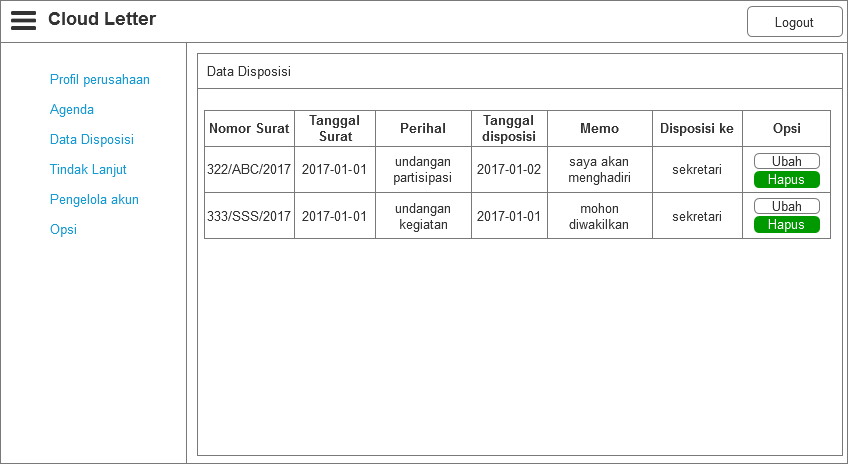 Cloud Letter
Logout
Profil perusahaan
Agenda
Data Disposisi
Tindak Lanjut
Pengelola akun
Opsi
Data Disposisi
Nomor Surat
Tanggal
Surat
Perihal
Tanggal
disposisi
Memo
Disposisi ke
Opsi
322/ABC/2017
2017-01-01
undangan
partisipasi
2017-01-02
saya akan
menghadiri
sekretari
Ubah
Hapus
333/SSS/2017
2017-01-01
undangan
kegiatan
2017-01-01
mohon
diwakilkan
sekretari
Ubah
Hapus